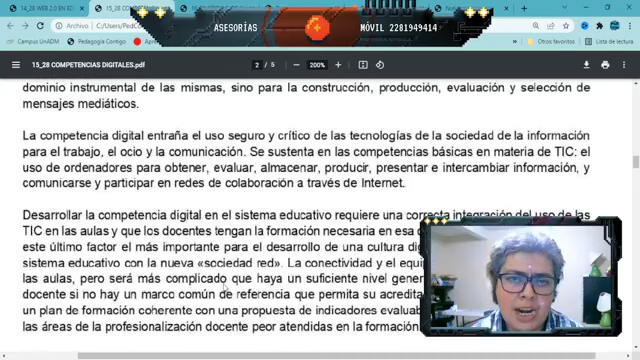 14_28 WEB 2.0 EN ED
15_28 COMPET
ASESORÍAS
MÓVIL 2281949414
Archivo
C:/Users/PedC
Campus UnADM
Pedagogía Contigo
Otros favoritos
Lista de lectura
15_28 COMPETENCIAS DIGITALES.pdf
2 / 5
200%
dominio instrumental de las mismas, sino para la construcción, producción, evaluación y selección de
mensajes mediáticos.
La competencia digital entraña el uso seguro y crítico de las tecnologías de la sociedad de la información
para el trabajo, el ocio y la comunicación. Se sustenta en las competencias básicas en materia de TIC: el
uso de ordenadores para obtener, evaluar, almacenar, producir, presentar e intercambiar información, y
comunicarse y participar en redes de colaboración a través de Internet.
Desarrollar la competencia digital en el sistema educativo requiere una correcta integración del uso de las
TIC en las aulas y que los docentes tengan la formación necesaria en esa
este último factor el más importante para el desarrollo de una cultura
sistema educativo con la nueva «sociedad red». La conectividad y el
las aulas, pero será más complicado que haya un suficiente nivel
docente si no hay un marco común de referencia que permita su
un plan de formación coherente con una propuesta de indicadores
las áreas de la profesionalización docente peor atendidas en la formación